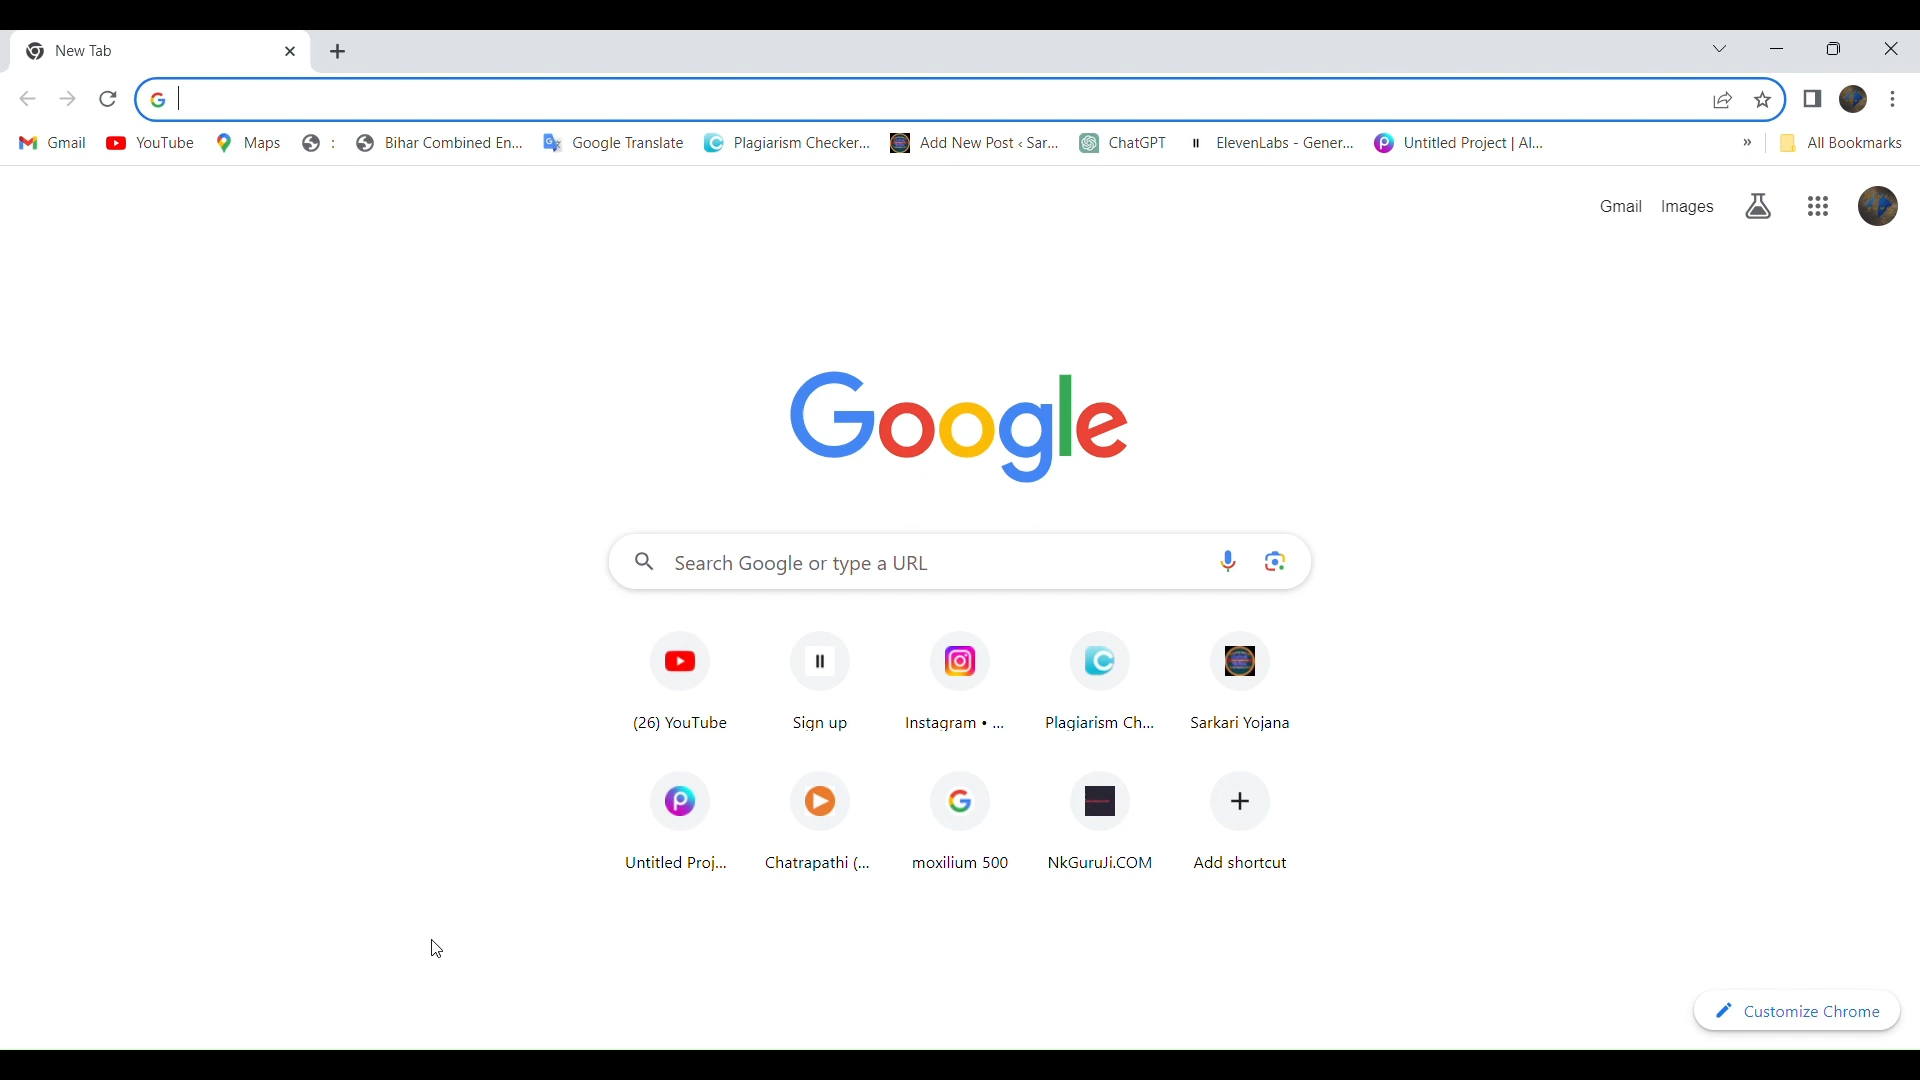 New Tab
Gmail YouTube Maps : Bihar Combined En... Google Translate Plagiarism Checker... Add New Post ‹ Sar... ChatGPT ElevenLabs - Gener... Untitled Project | AI... » All Bookmarks
Gmail Images
Google
Search Google or type a URL
(26) YouTube Sign up Instagram • ... Plagiarism Ch... Sarkari Yojana
Untitled Proj... Chatrapathi (... moxilium 500 NkGuruJi.COM Add shortcut
Customize Chrome